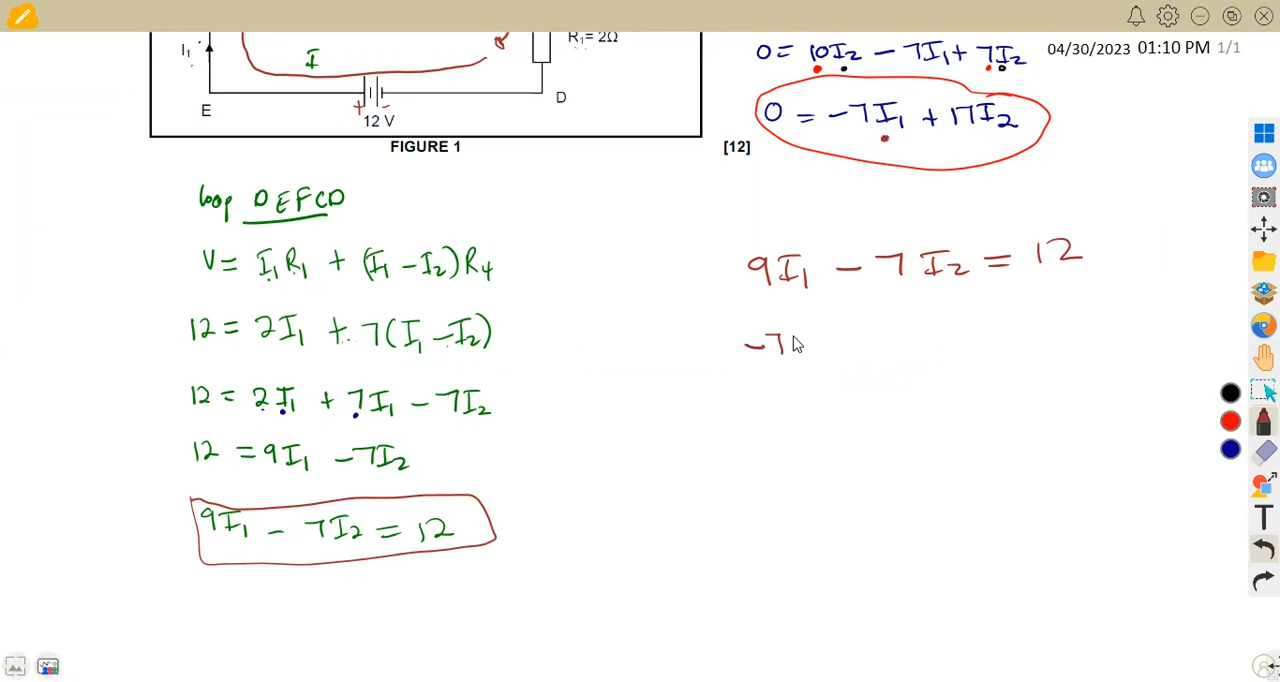 04/30/2023 01:10 PM 1/1
I₁
I
R₁= 2Ω
E
+ -
D
12 V
FIGURE 1
[12]
0 = 10I₂ - 7I₁ + 7I₂
0 = -7I₁ + 17I₂
loop DEFCD
V = I₁R₁ + (I₁ - I₂)R₄
12 = 2I₁ + 7(I₁ - I₂)
12 = 2I₁ + 7I₁ - 7I₂
12 = 9I₁ - 7I₂
9I₁ - 7I₂ = 12
9I₁ - 7I₂ = 12
-7
T